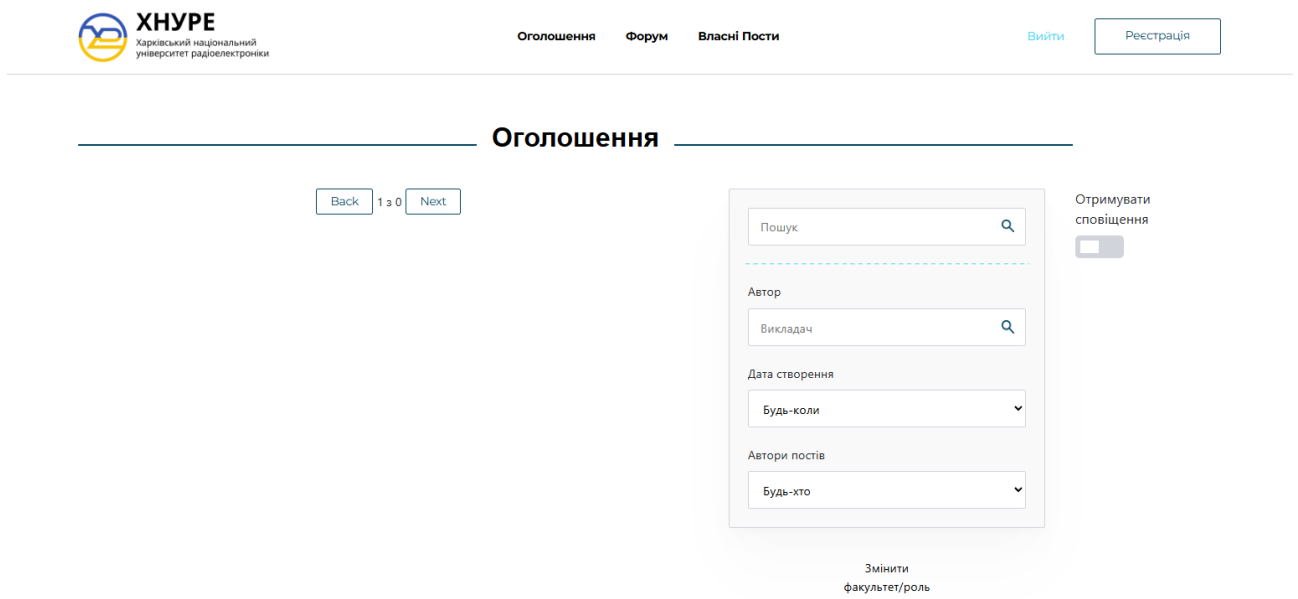 ХНУРЕ
Харківський національний
університет радіоелектроніки
Оголошення Форум Власні Пости
Вийти Реєстрація
Оголошення
Back 1 з 0 Next
Пошук
Автор
Викладач
Дата створення
Будь-коли
Автори постів
Будь-хто
Змінити
факультет/роль
Отримувати
сповіщення